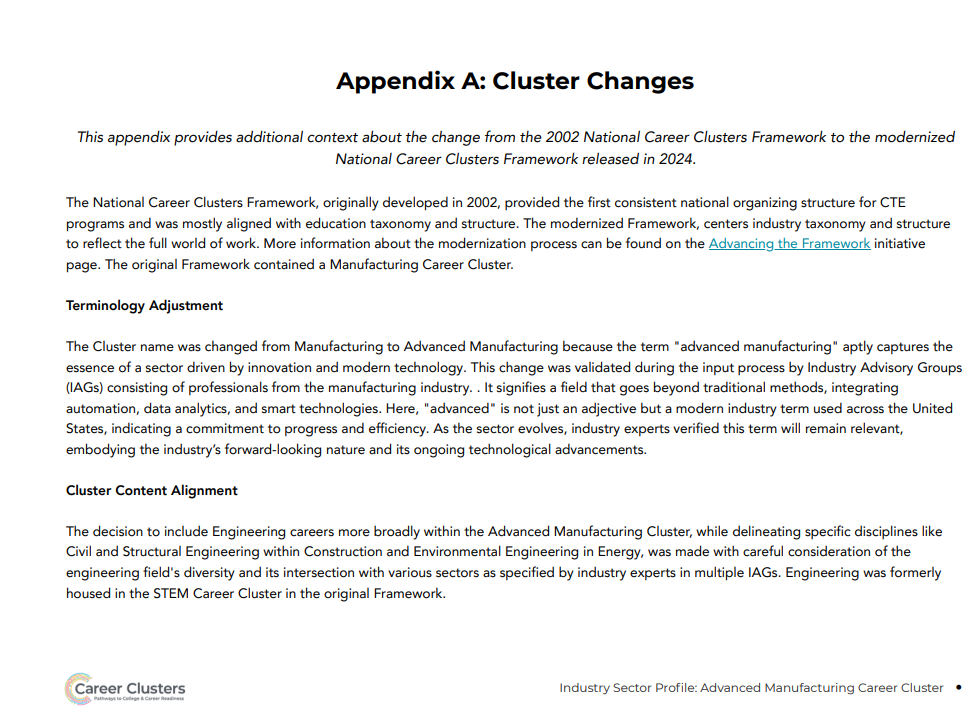 Appendix A: Cluster Changes
This appendix provides additional context about the change from the 2002 National Career Clusters Framework to the modernized
National Career Clusters Framework released in 2024.
The National Career Clusters Framework, originally developed in 2002, provided the first consistent national organizing structure for CTE
programs and was mostly aligned with education taxonomy and structure. The modernized Framework, centers industry taxonomy and structure
to reflect the full world of work. More information about the modernization process can be found on the Advancing the Framework initiative
page. The original Framework contained a Manufacturing Career Cluster.
Terminology Adjustment
The Cluster name was changed from Manufacturing to Advanced Manufacturing because the term "advanced manufacturing" aptly captures the
essence of a sector driven by innovation and modern technology. This change was validated during the input process by Industry Advisory Groups
(IAGs) consisting of professionals from the manufacturing industry. . It signifies a field that goes beyond traditional methods, integrating
automation, data analytics, and smart technologies. Here, "advanced" is not just an adjective but a modern industry term used across the United
States, indicating a commitment to progress and efficiency. As the sector evolves, industry experts verified this term will remain relevant,
embodying the industry’s forward-looking nature and its ongoing technological advancements.
Cluster Content Alignment
The decision to include Engineering careers more broadly within the Advanced Manufacturing Cluster, while delineating specific disciplines like
Civil and Structural Engineering within Construction and Environmental Engineering in Energy, was made with careful consideration of the
engineering field's diversity and its intersection with various sectors as specified by industry experts in multiple IAGs. Engineering was formerly
housed in the STEM Career Cluster in the original Framework.
Career Clusters
Pathways to College & Career Readiness
Industry Sector Profile: Advanced Manufacturing Career Cluster •